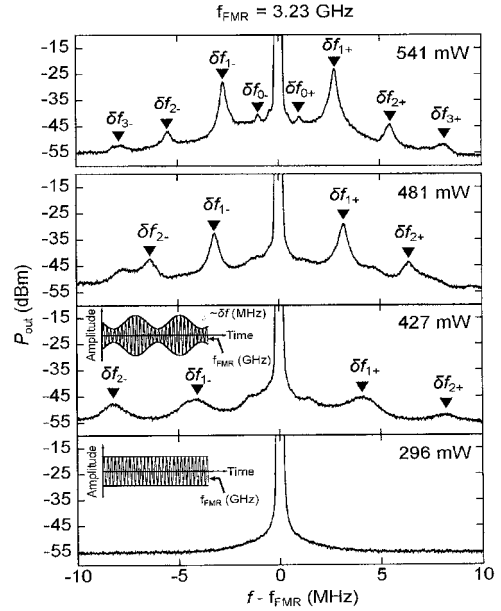 f_FMR = 3.23 GHz
541 mW
-15
-25
-35
-45
-55
δf3-
δf2-
δf1-
δf0-
δf0+
δf1+
δf2+
δf3+
481 mW
-15
-25
-35
-45
-55
δf2-
δf1-
δf1+
δf2+
P_out (dBm)
427 mW
-15
-25
-35
-45
-55
Amplitude
~δf (MHz)
Time
f_FMR (GHz)
δf2-
δf1-
δf1+
δf2+
296 mW
-15
-25
-35
-45
-55
Amplitude
Time
f_FMR (GHz)
-10 -5 0 5 10
f - f_FMR (MHz)